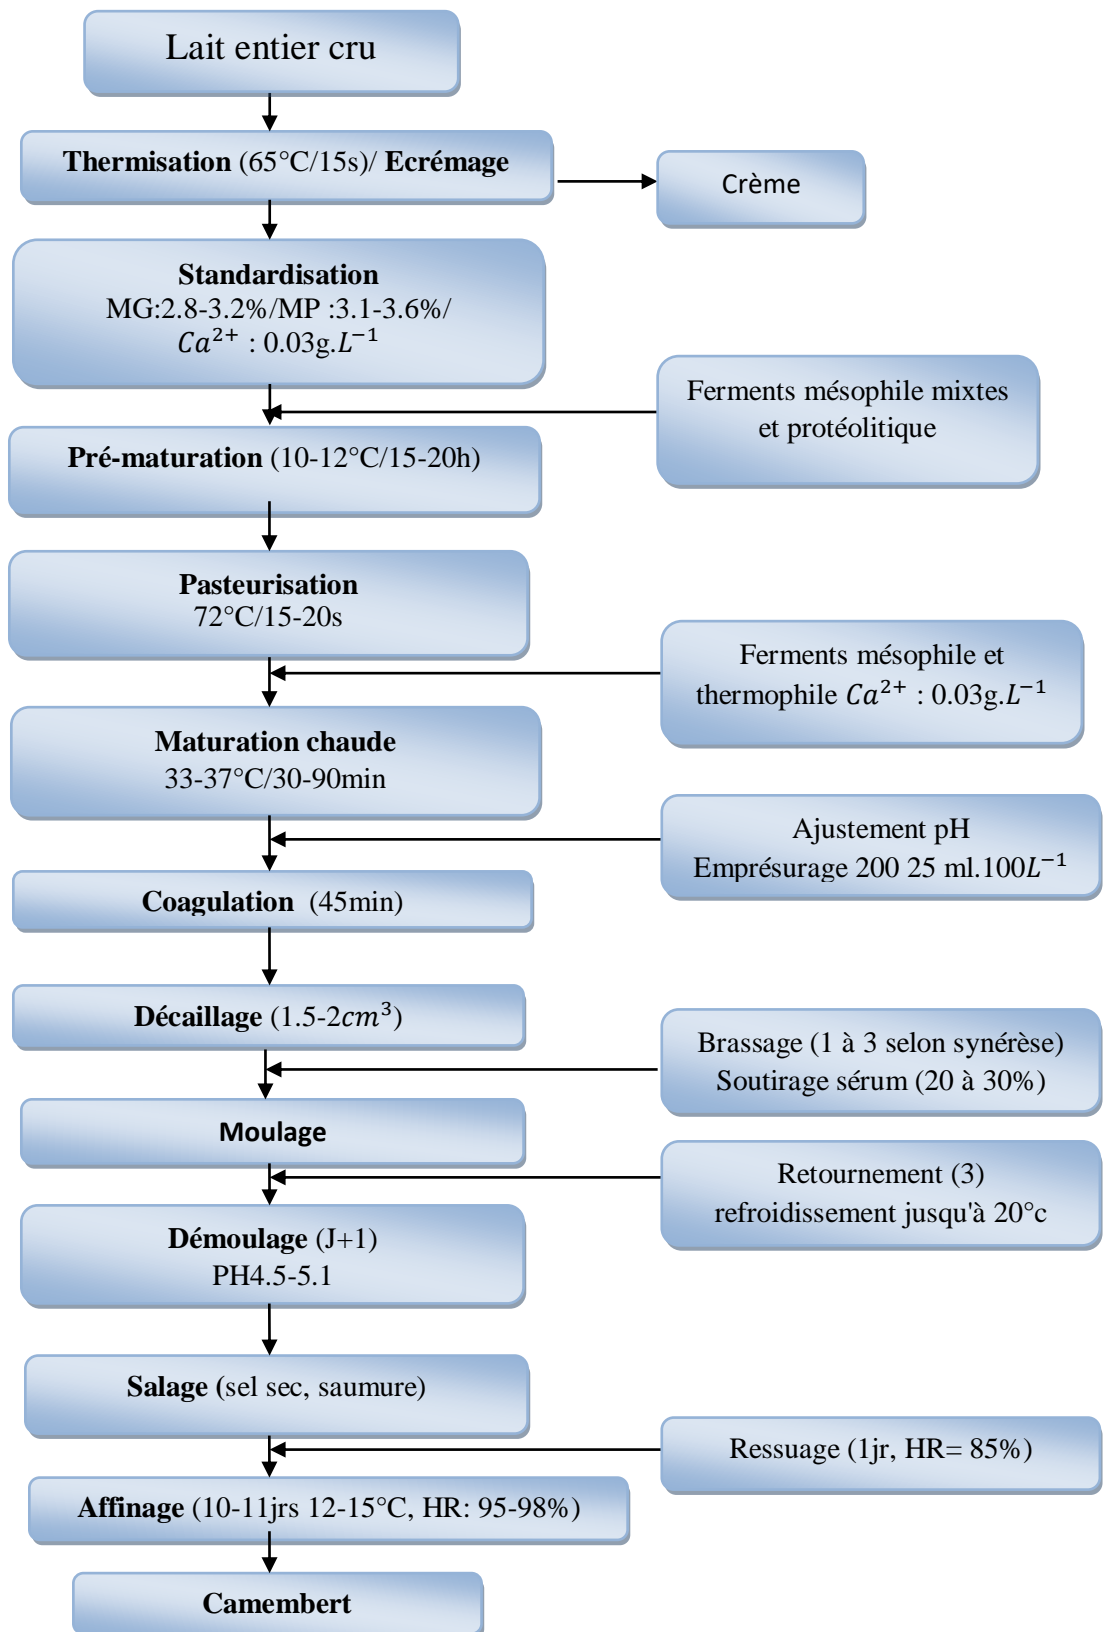 Lait entier cru
Thermisation (65°C/15s)/ Ecrémage
Crème
Standardisation
MG:2.8-3.2%/MP :3.1-3.6%/
Ca²⁺ : 0.03g.L⁻¹
Ferments mésophile mixtes
et protéolitique
Pré-maturation (10-12°C/15-20h)
Pasteurisation
72°C/15-20s
Ferments mésophile et
thermophile Ca²⁺ : 0.03g.L⁻¹
Maturation chaude
33-37°C/30-90min
Ajustement pH
Emprésurage 200 25 ml.100L⁻¹
Coagulation (45min)
Décaillage (1.5-2cm³)
Brassage (1 à 3 selon synérèse)
Soutirage sérum (20 à 30%)
Moulage
Retournement (3)
refroidissement jusqu'à 20°c
Démoulage (J+1)
PH4.5-5.1
Salage (sel sec, saumure)
Ressuage (1jr, HR= 85%)
Affinage (10-11jrs 12-15°C, HR: 95-98%)
Camembert